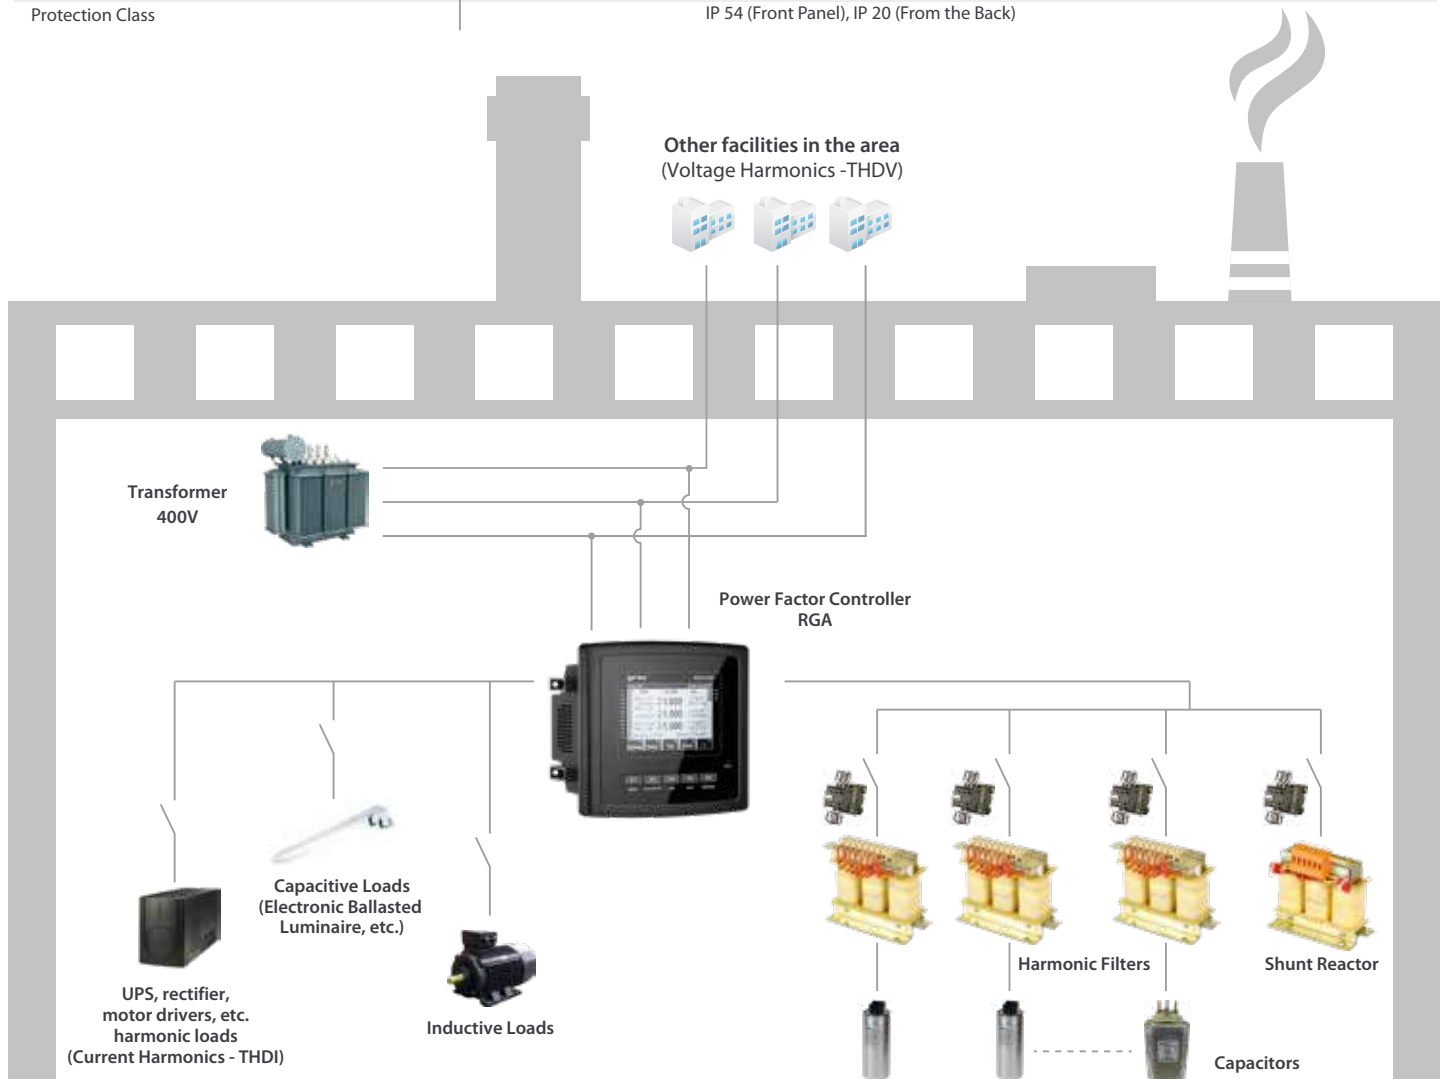 Protection Class
IP 54 (Front Panel), IP 20 (From the Back)
Other facilities in the area
(Voltage Harmonics -THDV)
Transformer
400V
Power Factor Controller
RGA
Capacitive Loads
(Electronic Ballasted
Luminaire, etc.)
UPS, rectifier,
motor drivers, etc.
harmonic loads
(Current Harmonics - THDI)
Inductive Loads
Harmonic Filters
Shunt Reactor
Capacitors